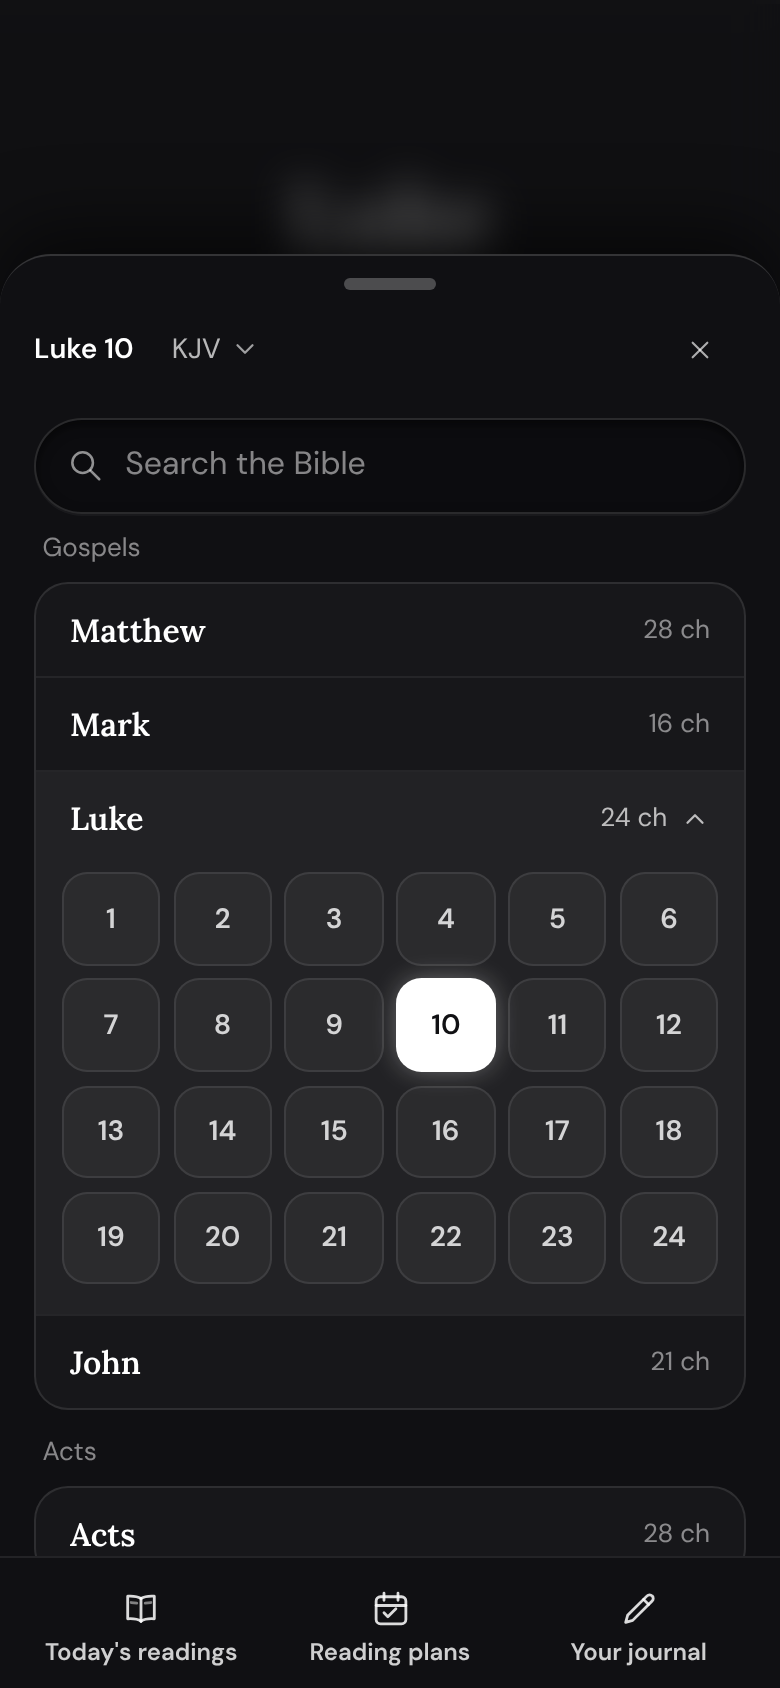 Luke 10 KJV
Search the Bible
Gospels
Matthew 28 ch
Mark 16 ch
Luke 24 ch
1 2 3 4 5 6
7 8 9 10 11 12
13 14 15 16 17 18
19 20 21 22 23 24
John 21 ch
Acts
Acts 28 ch
Today's readings Reading plans Your journal